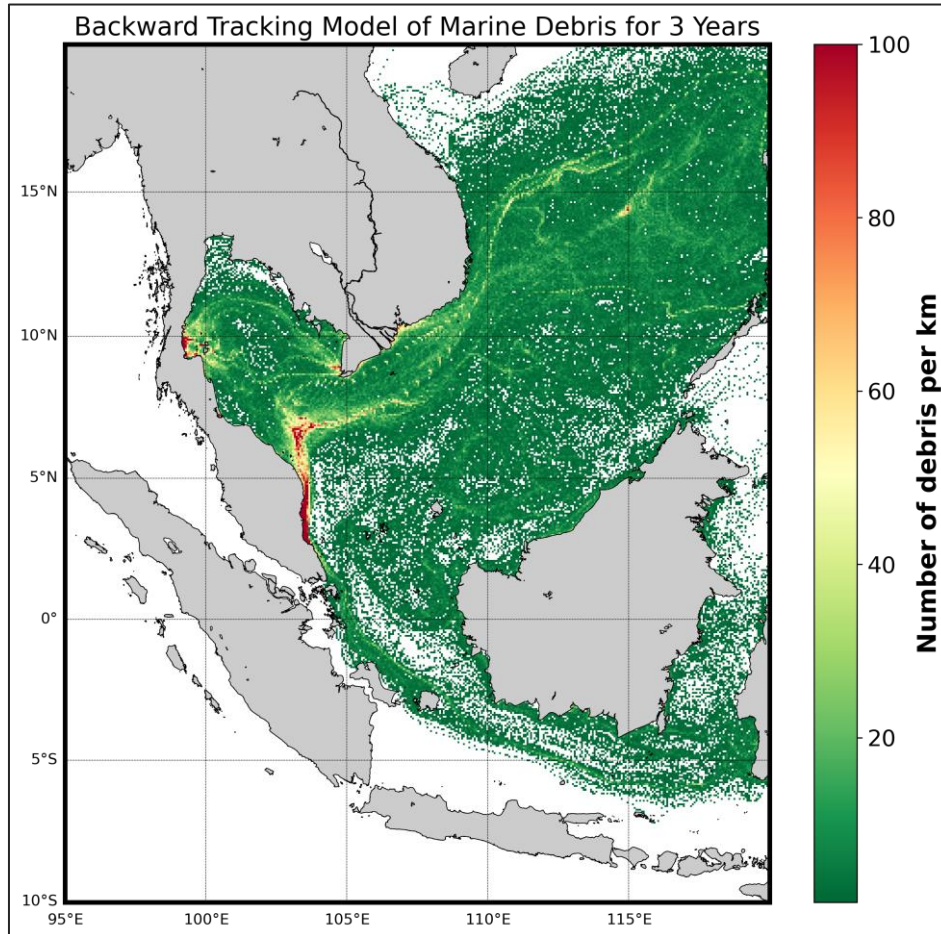 Backward Tracking Model of Marine Debris for 3 Years
100
80
60
40
20
Number of debris per km
15°N
10°N
5°N
0°
5°S
10°S
95°E
100°E
105°E
110°E
115°E